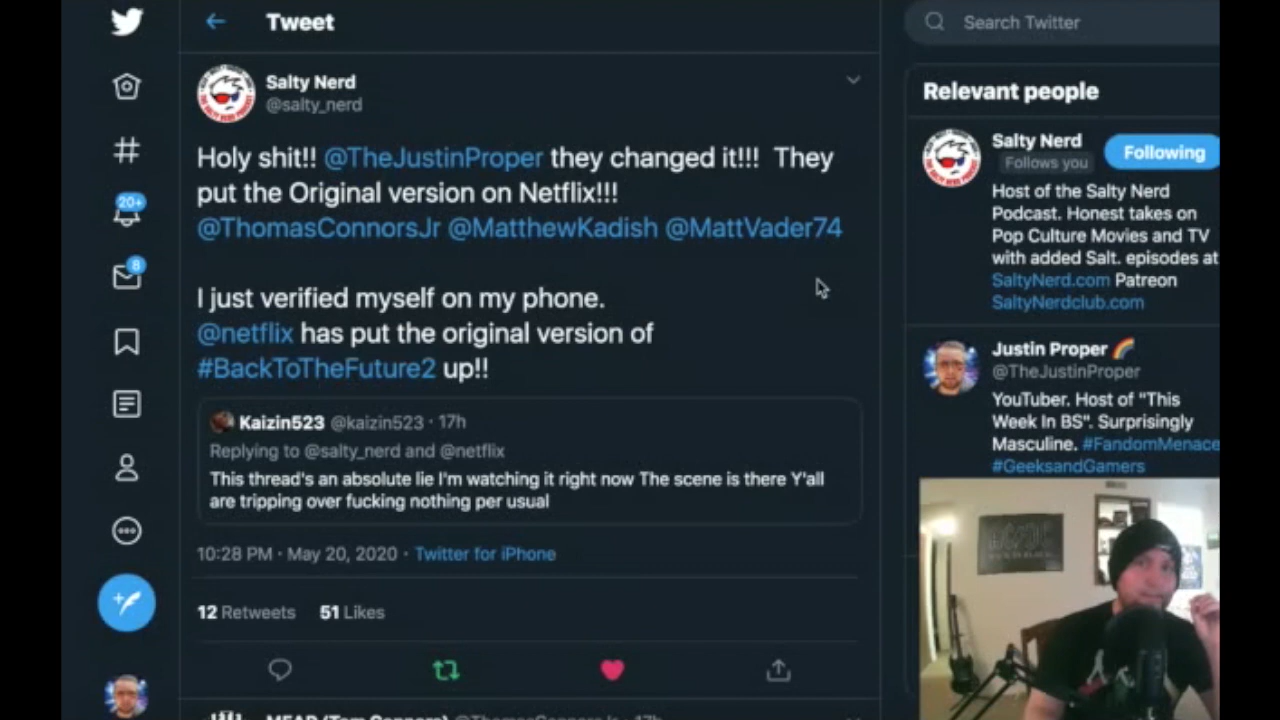 Tweet
Search Twitter
Salty Nerd
@salty_nerd
Holy shit!! @TheJustinProper they changed it!!! They
put the Original version on Netflix!!!
@ThomasConnorsJr @MatthewKadish @MattVader74
I just verified myself on my phone.
@netflix has put the original version of
#BackToTheFuture2 up!!
Kaizin523 @kaizin523 · 17h
Replying to @salty_nerd and @netflix
This thread's an absolute lie I'm watching it right now The scene is there Y'all
are tripping over fucking nothing per usual
10:28 PM · May 20, 2020 · Twitter for iPhone
12 Retweets 51 Likes
20+
8
Relevant people
Salty Nerd
Follows you
Following
Host of the Salty Nerd
Podcast. Honest takes on
Pop Culture Movies and TV
with added Salt. episodes at
SaltyNerd.com Patreon
SaltyNerdclub.com
Justin Proper
@TheJustinProper
YouTuber. Host of "This
Week In BS". Surprisingly
Masculine. #FandomMenace
#GeeksandGamers
AC/DC